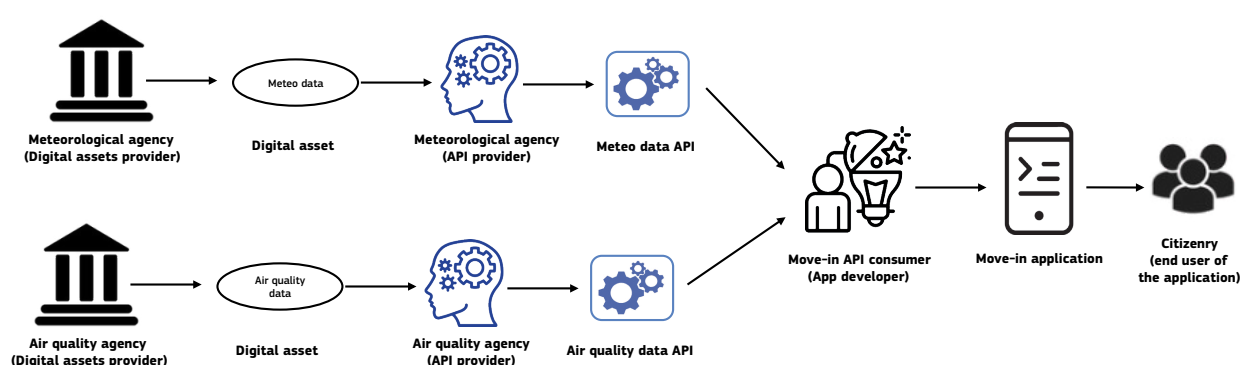 Meteo data
Meteorological agency
(Digital assets provider)
Digital asset
Meteorological agency
(API provider)
Meteo data API
Move-in API consumer
(App developer)
Move-in application
Citizenry
(end user of
the application)
Air quality
data
Air quality agency
(Digital assets provider)
Digital asset
Air quality agency
(API provider)
Air quality data API